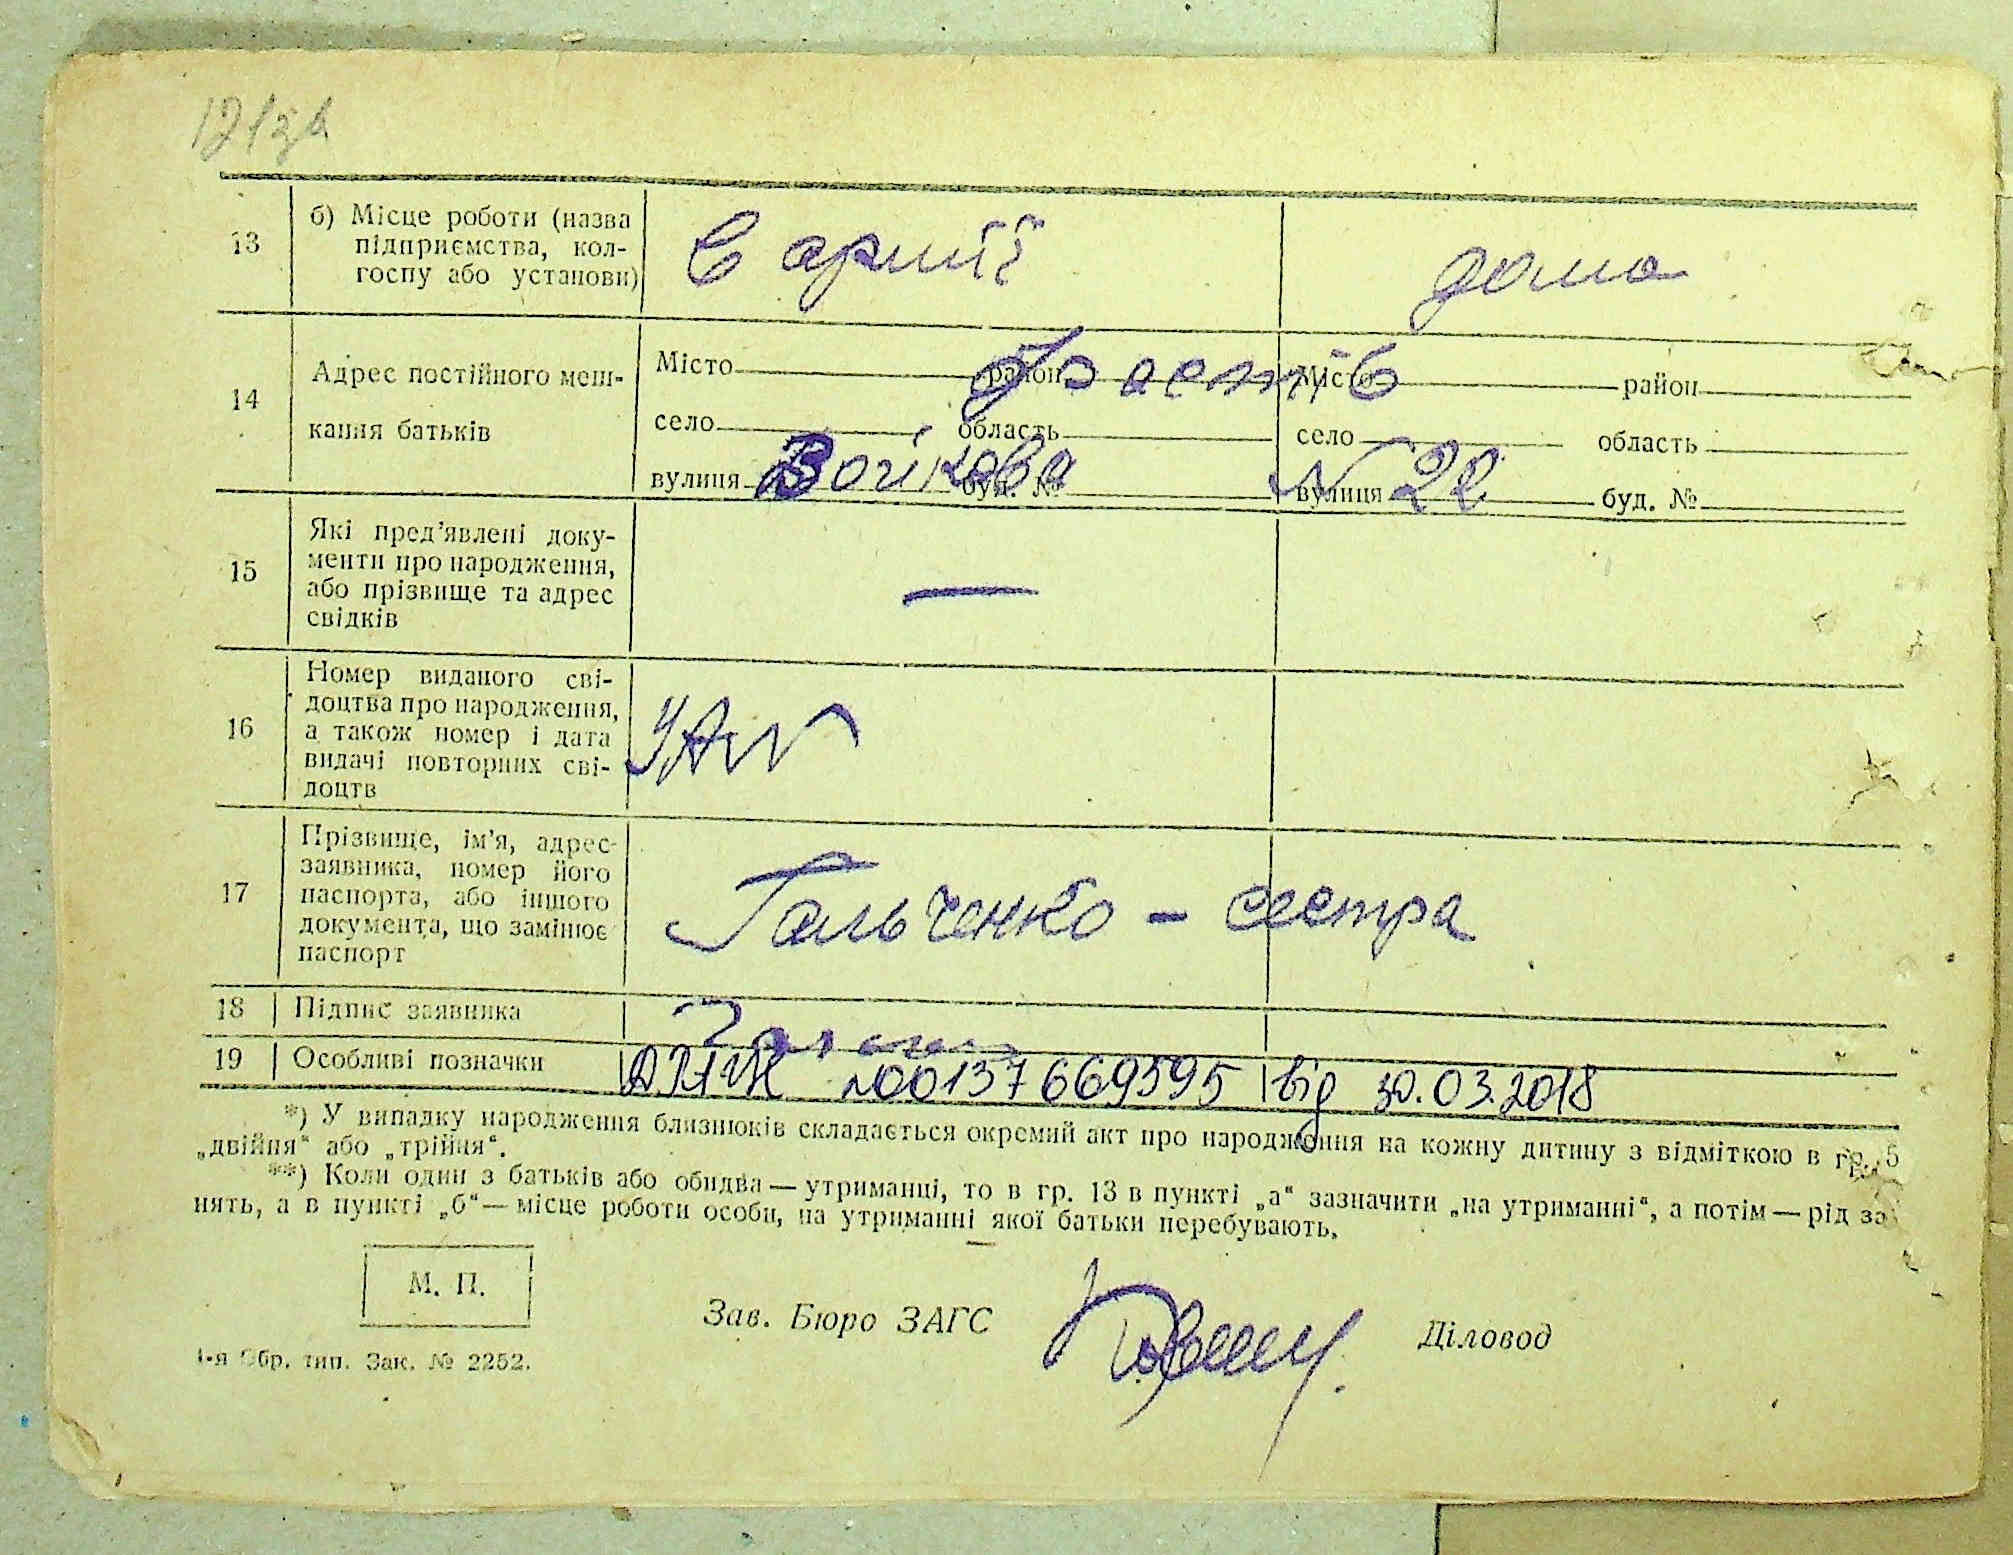 12/зв
13
б) Місце роботи (назва
підприємства, кол-
госпу або установи)
В армії
дома
14
Адрес постійного меш-
кання батьків
Місто район
Фастів
Місто район
село область
село область
вулиця Войкова буд. №
вулиця № 22 буд. №
15
Які пред'явлені доку-
менти про народження,
або прізвище та адрес
свідків
—
16
Номер виданого сві-
доцтва про народження,
а також номер і дата
видачі повторних сві-
доцтв
УА №
17
Прізвище, ім'я, адрес
заявника, номер його
паспорта, або іншого
документа, що замінює
паспорт
Гальченко - сестра
18
Підпис заявника
19
Особливі позначки
00137669595 від 30.03.2018
*) У випадку народження близнюків складається окремий акт про народження на кожну дитину з відміткою в гр. 5
„двійня“ або „трійня“.
**) Коли один з батьків або обидва — утриманці, то в гр. 13 в пункті „а“ зазначити „на утриманні“, а потім — рід за
нять, а в пункті „б“ — місце роботи особи, на утриманні якої батьки перебувають.
М. П.
Зав. Бюро ЗАГС
Діловод
1-я Обр. тип. Зак. № 2252.